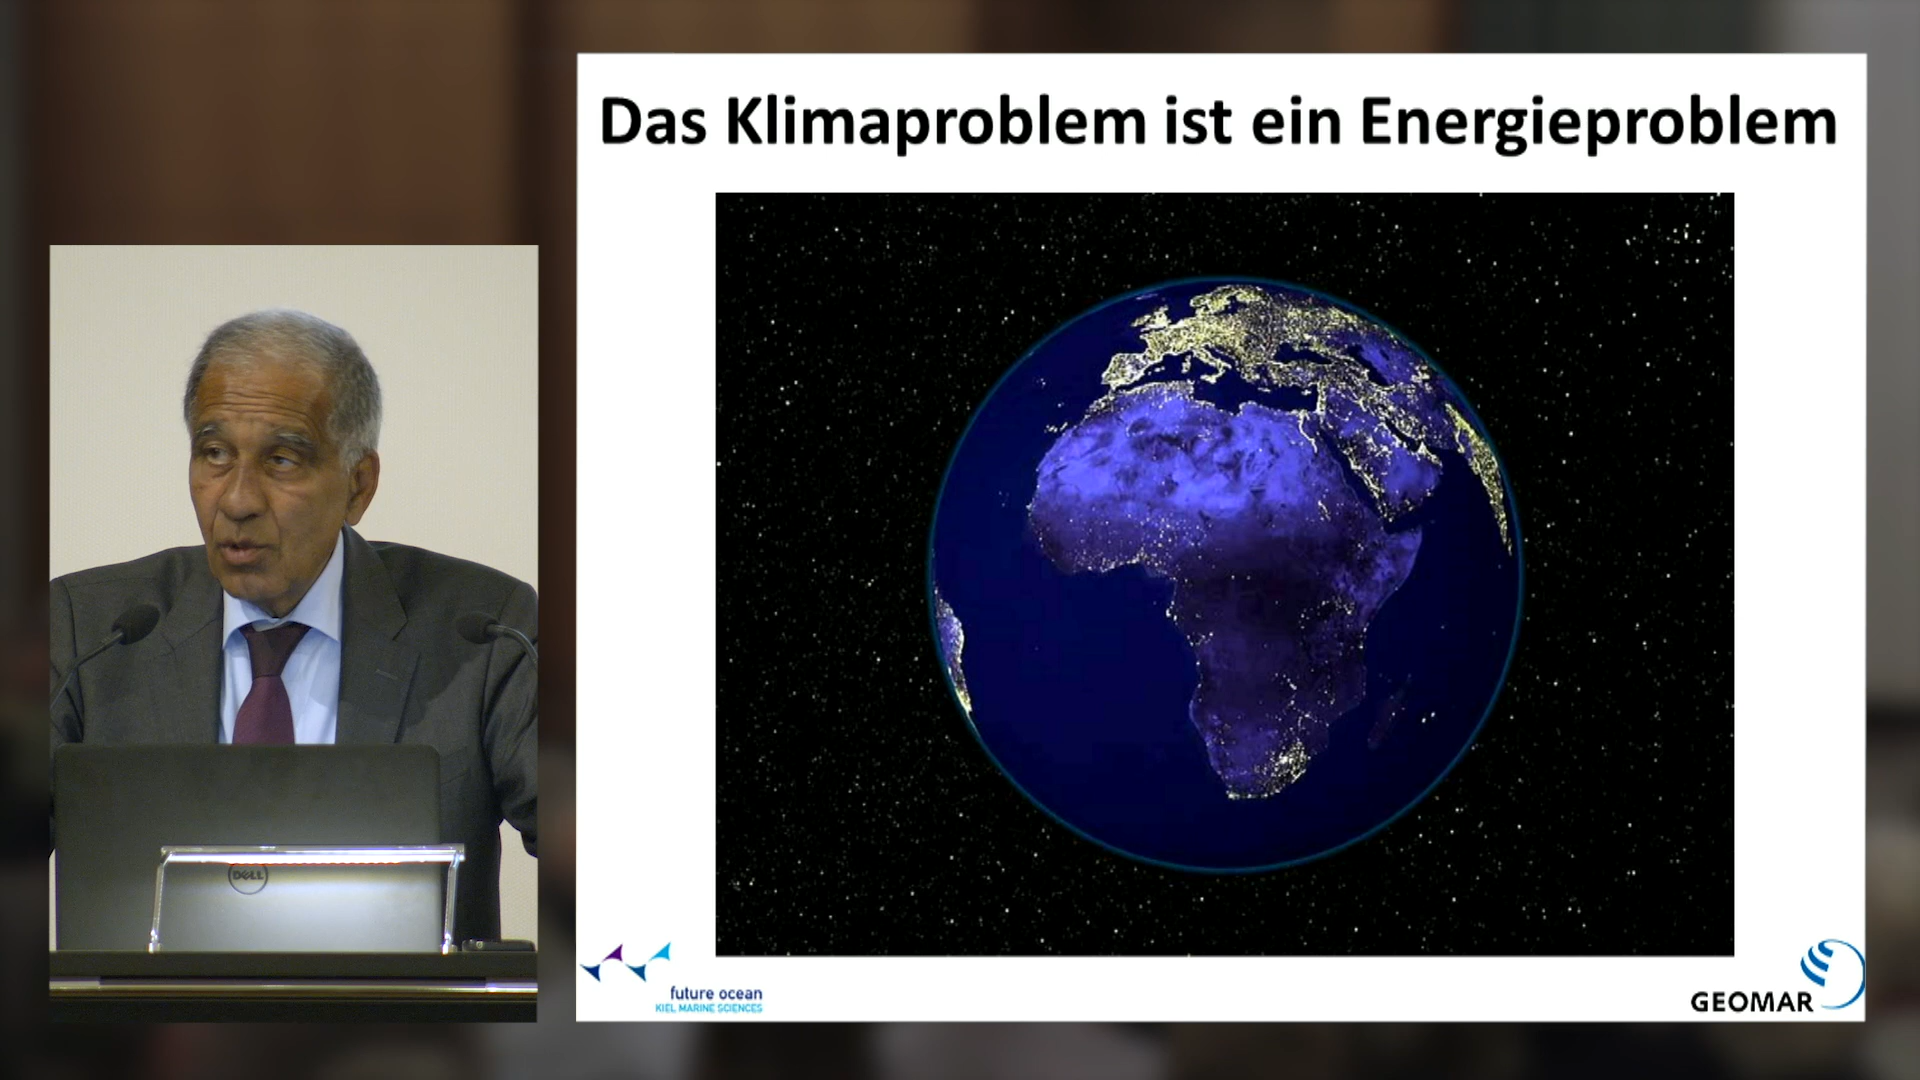 Das Klimaproblem ist ein Energieproblem
DELL
future ocean
KIEL MARINE SCIENCES
GEOMAR